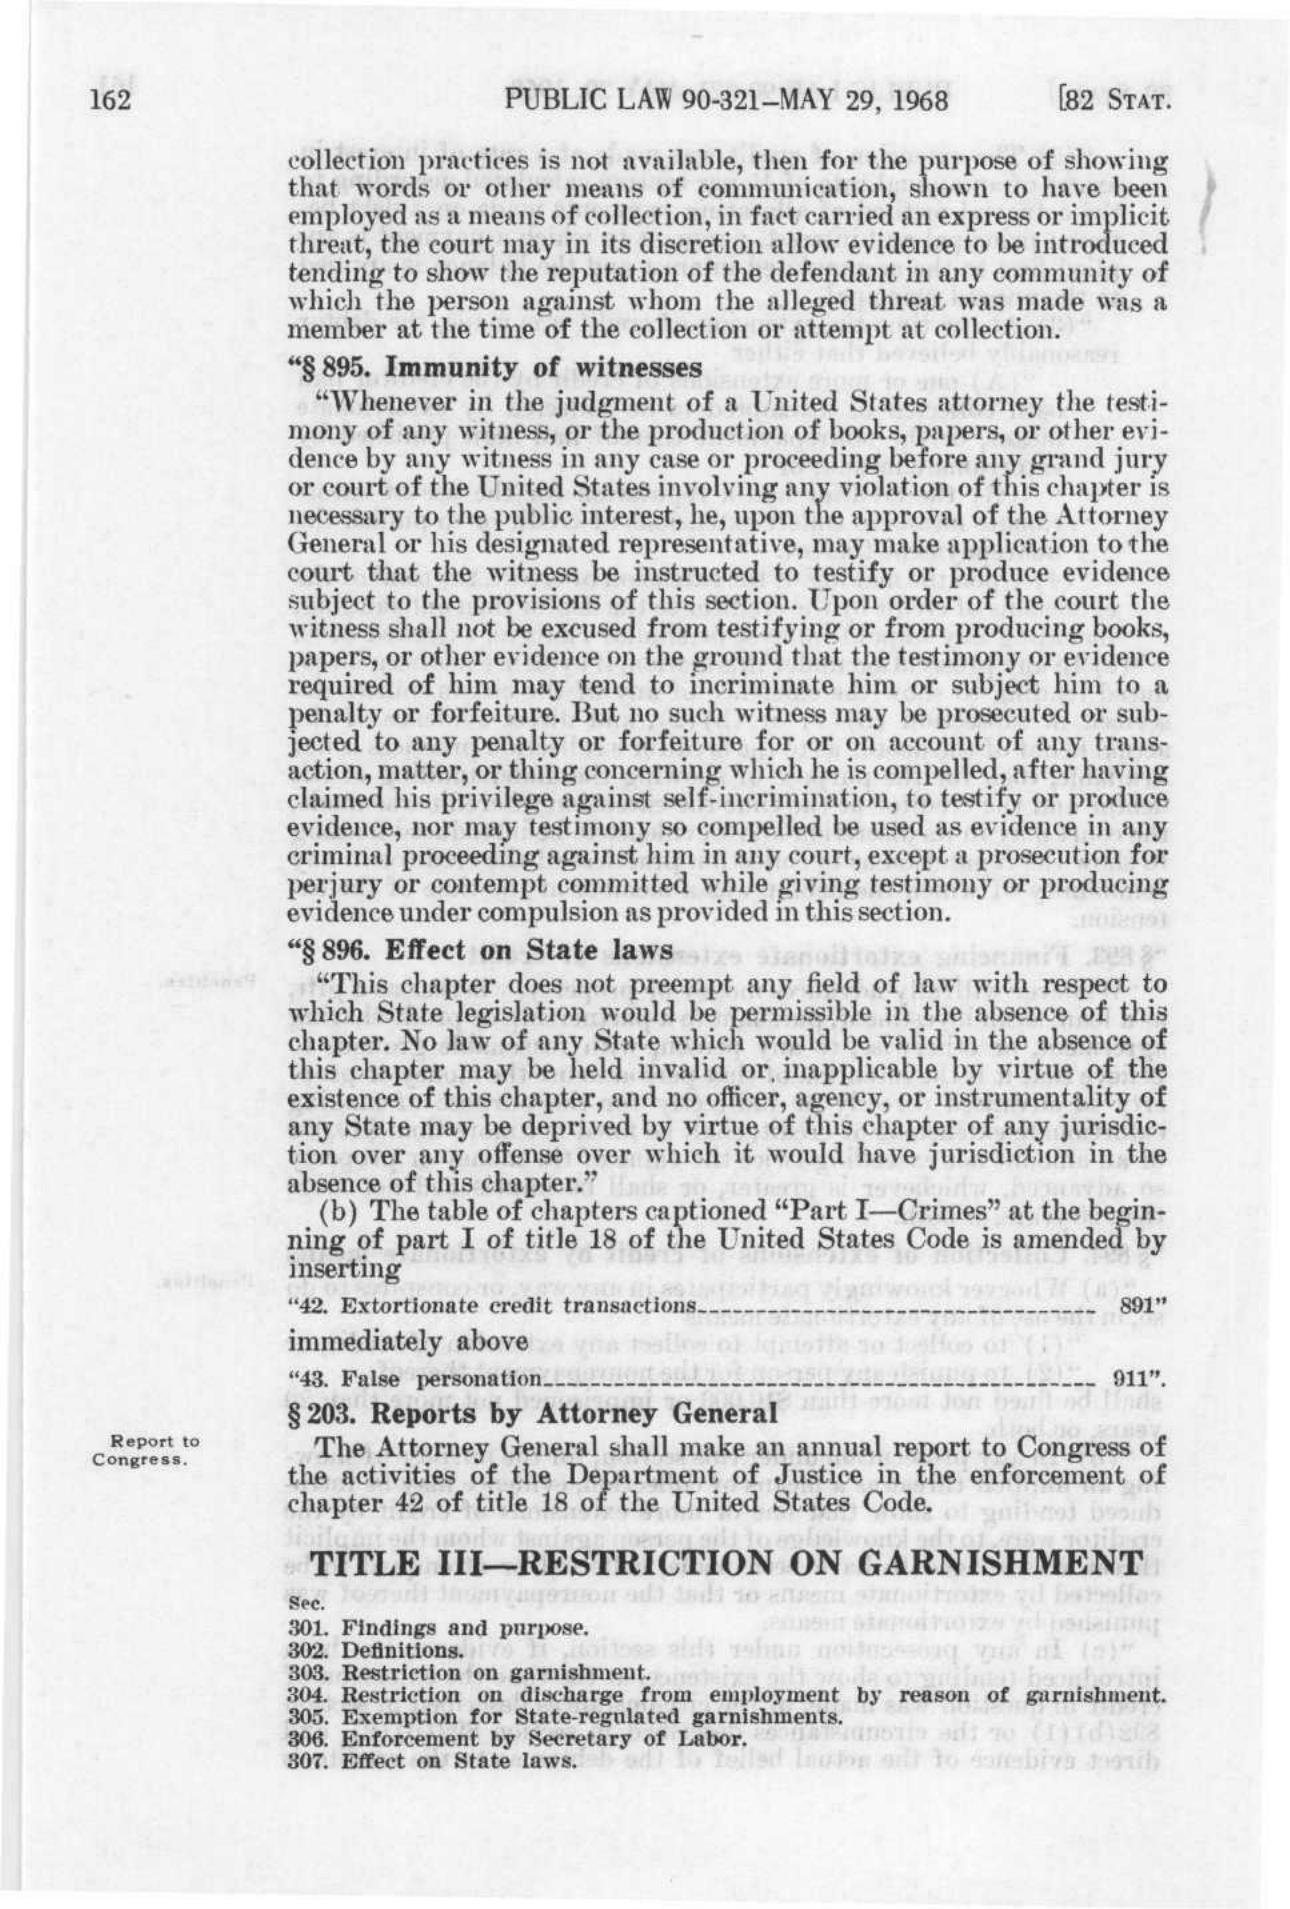 162
PUBLIC LAW 90-321–MAY 29, 1968
[82 STAT.
collection practices is not available, then for the purpose of showing
that words or other means of communication, shown to have been
employed as a means of collection, in fact carried an express or implicit
threat, the court may in its discretion allow evidence to be introduced
tending to show the reputation of the defendant in any community of
which the person against whom the alleged threat was made was a
member at the time of the collection or attempt at collection.
“§ 895. Immunity of witnesses
“Whenever in the judgment of a United States attorney the testi-
mony of any witness, or the production of books, papers, or other evi-
dence by any witness in any case or proceeding before any grand jury
or court of the United States involving any violation of this chapter is
necessary to the public interest, he, upon the approval of the Attorney
General or his designated representative, may make application to the
court that the witness be instructed to testify or produce evidence
subject to the provisions of this section. Upon order of the court the
witness shall not be excused from testifying or from producing books,
papers, or other evidence on the ground that the testimony or evidence
required of him may tend to incriminate him or subject him to a
penalty or forfeiture. But no such witness may be prosecuted or sub-
jected to any penalty or forfeiture for or on account of any trans-
action, matter, or thing concerning which he is compelled, after having
claimed his privilege against self-incrimination, to testify or produce
evidence, nor may testimony so compelled be used as evidence in any
criminal proceeding against him in any court, except a prosecution for
perjury or contempt committed while giving testimony or producing
evidence under compulsion as provided in this section.
“§ 896. Effect on State laws
“This chapter does not preempt any field of law with respect to
which State legislation would be permissible in the absence of this
chapter. No law of any State which would be valid in the absence of
this chapter may be held invalid or inapplicable by virtue of the
existence of this chapter, and no officer, agency, or instrumentality of
any State may be deprived by virtue of this chapter of any jurisdic-
tion over any offense over which it would have jurisdiction in the
absence of this chapter.”
(b) The table of chapters captioned “Part I—Crimes” at the begin-
ning of part I of title 18 of the United States Code is amended by
inserting
“42. Extortionate credit transactions---------------------------------- 891”
immediately above
“43. False personation----------------------------------------------- 911”.
§ 203. Reports by Attorney General
Report to
Congress.
The Attorney General shall make an annual report to Congress of
the activities of the Department of Justice in the enforcement of
chapter 42 of title 18 of the United States Code.
TITLE III—RESTRICTION ON GARNISHMENT
Sec.
301. Findings and purpose.
302. Definitions.
303. Restriction on garnishment.
304. Restriction on discharge from employment by reason of garnishment.
305. Exemption for State-regulated garnishments.
306. Enforcement by Secretary of Labor.
307. Effect on State laws.